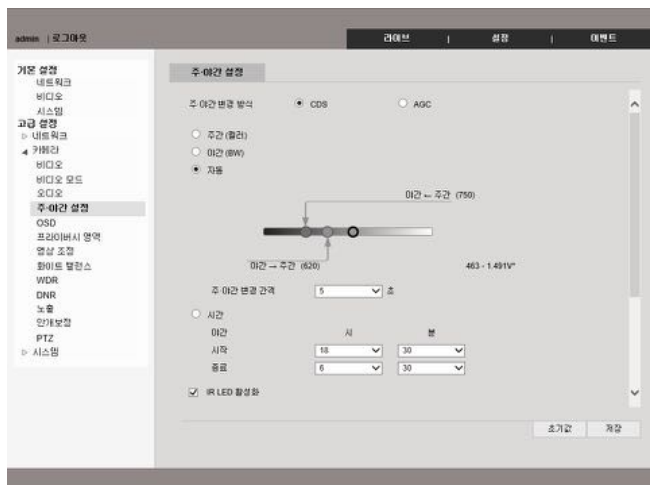 admin | 로그아웃
라이브 | 설정 | 이벤트
기본 설정
네트워크
비디오
시스템
고급 설정
▷ 네트워크
◢ 카메라
비디오
비디오 모드
오디오
주·야간 설정
OSD
프라이버시 영역
영상 조정
화이트 밸런스
WDR
DNR
노출
안개보정
PTZ
▷ 시스템
주·야간 설정
주·야간 변경 방식 CDS AGC
주간 (컬러)
야간 (BW)
자동
야간 ← 주간 (750)
야간 → 주간 (620) 463 - 1.491V*
주·야간 변경 간격 5 초
시간
야간 시 분
시작 18 30
종료 6 30
IR LED 활성화
초기값 저장